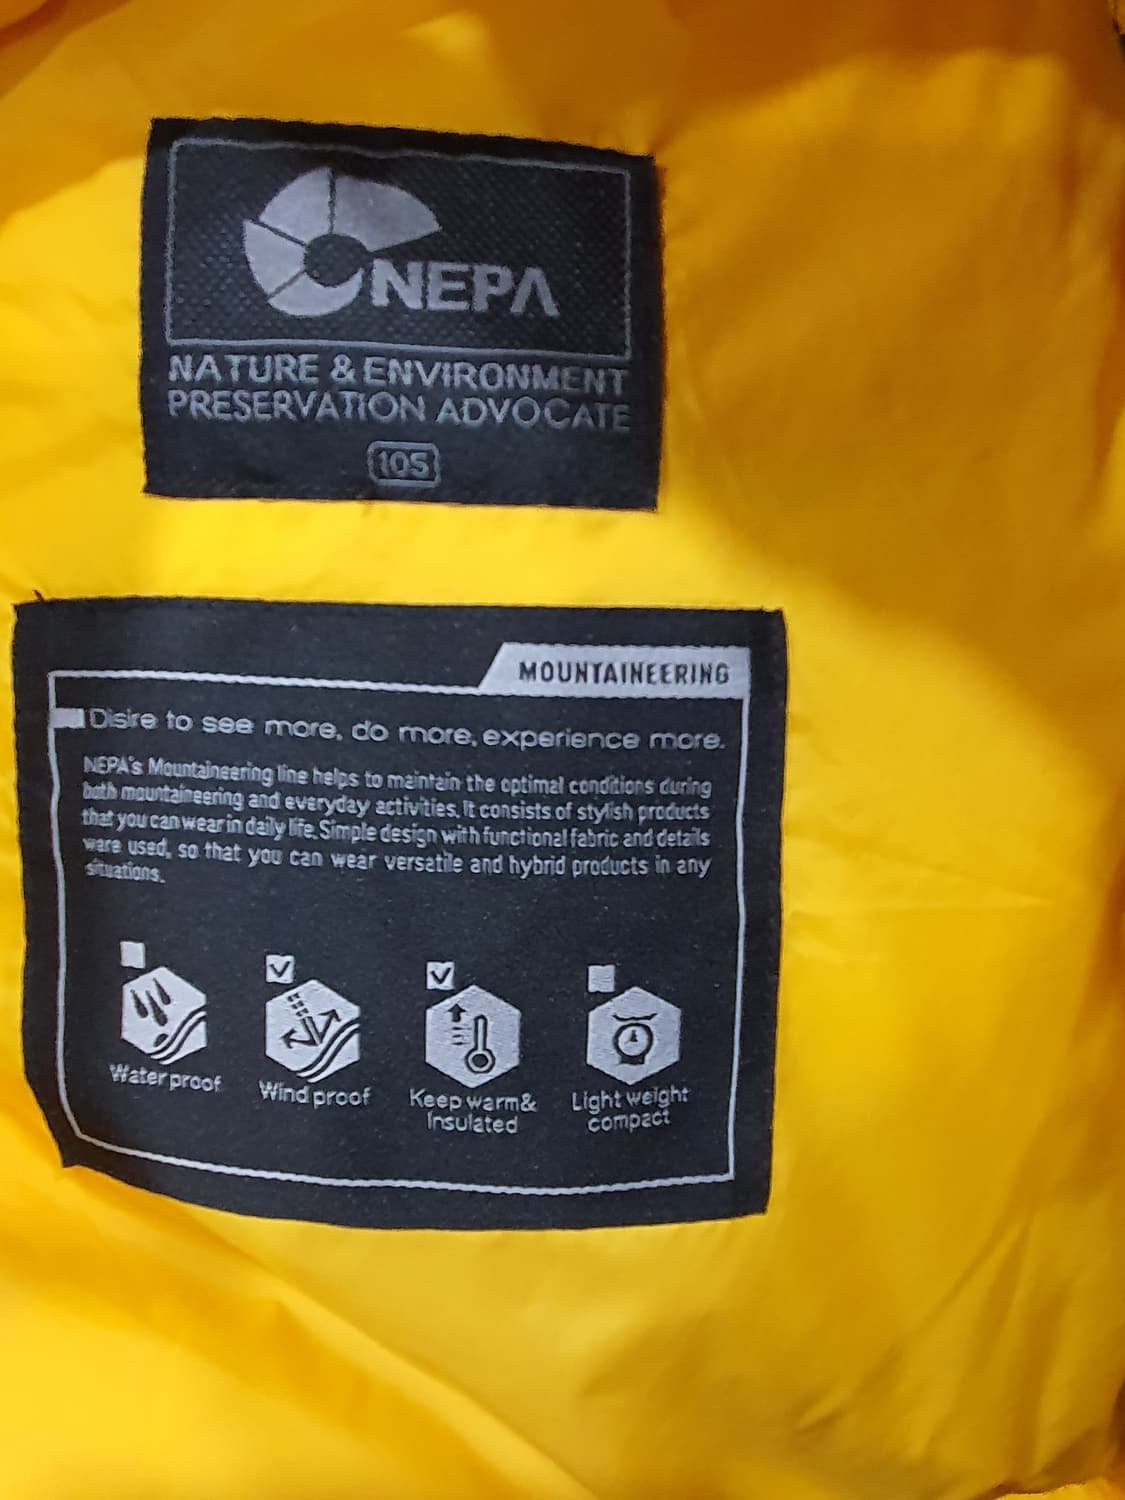 NEPA
NATURE & ENVIRONMENT
PRESERVATION ADVOCATE
105
MOUNTAINEERING
Disire to see more, do more, experience more.
NEPA's Mountaineering line helps to maintain the optimal conditions during
both mountaineering and everyday activities. It consists of stylish products
that you can wear in daily life. Simple design with functional fabric and details
ware used, so that you can wear versatile and hybrid products in any
situations.
Water proof
Wind proof
Keep warm&
Insulated
Light weight
compact